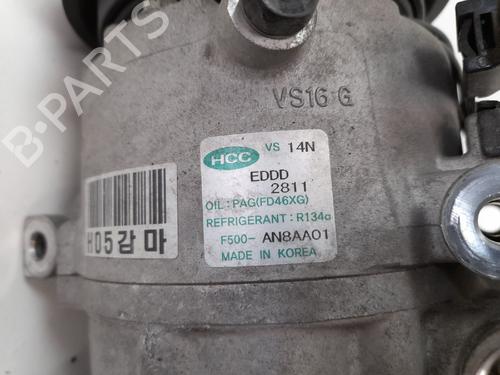 VS16 G
HCC VS 14N
EDDD
2811
OIL: PAG(FD46XG)
REFRIGERANT : R134a
F500- AN8AA01
MADE IN KOREA
H05감마
B-PARTS